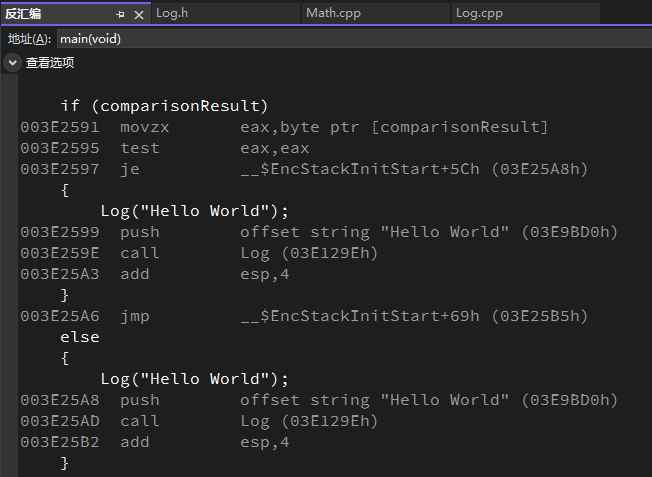 反汇编 Log.h Math.cpp Log.cpp
地址(A): main(void)
查看选项
if (comparisonResult)
003E2591 movzx eax,byte ptr [comparisonResult]
003E2595 test eax,eax
003E2597 je __$EncStackInitStart+5Ch (03E25A8h)
{
Log("Hello World");
003E2599 push offset string "Hello World" (03E9BD0h)
003E259E call Log (03E129Eh)
003E25A3 add esp,4
}
003E25A6 jmp __$EncStackInitStart+69h (03E25B5h)
else
{
Log("Hello World");
003E25A8 push offset string "Hello World" (03E9BD0h)
003E25AD call Log (03E129Eh)
003E25B2 add esp,4
}